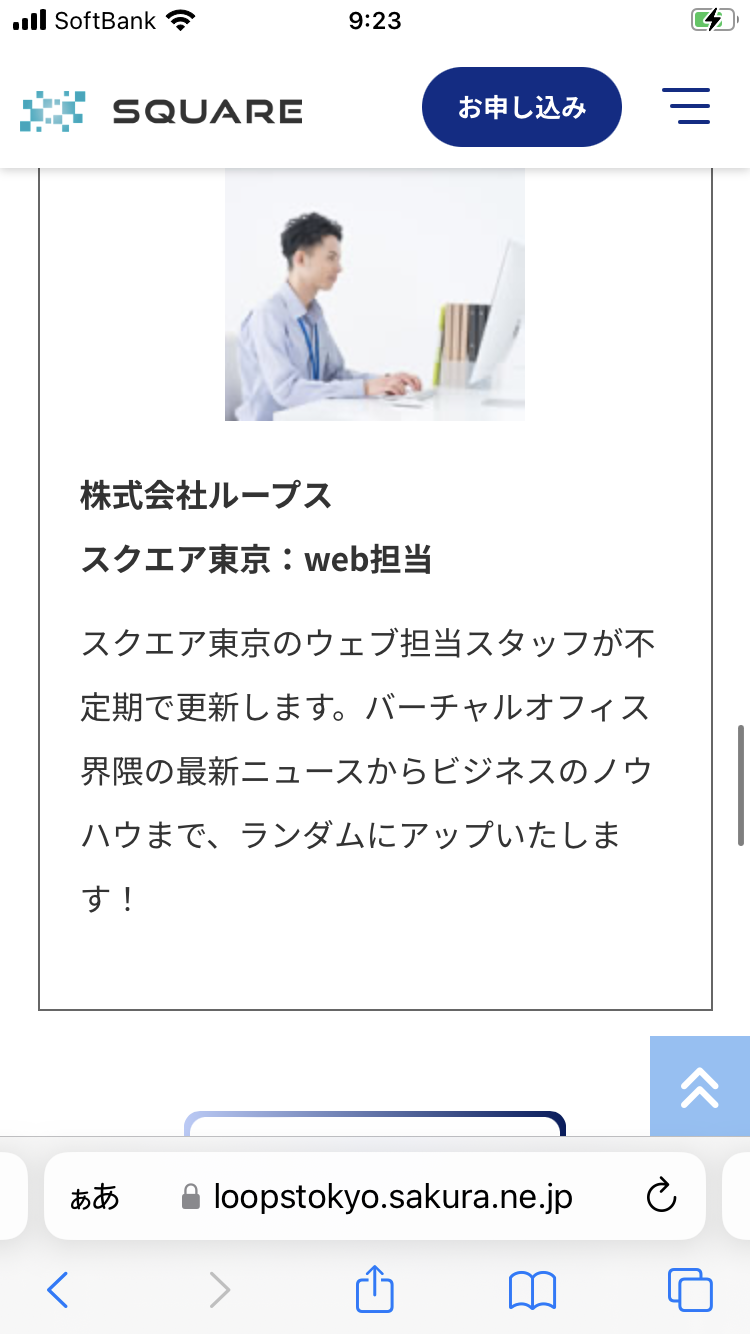 SoftBank 9:23
SQUARE お申し込み
株式会社ループス
スクエア東京：web担当
スクエア東京のウェブ担当スタッフが不
定期で更新します。バーチャルオフィス
界隈の最新ニュースからビジネスのノウ
ハウまで、ランダムにアップいたしま
す！
ぁあ loopstokyo.sakura.ne.jp